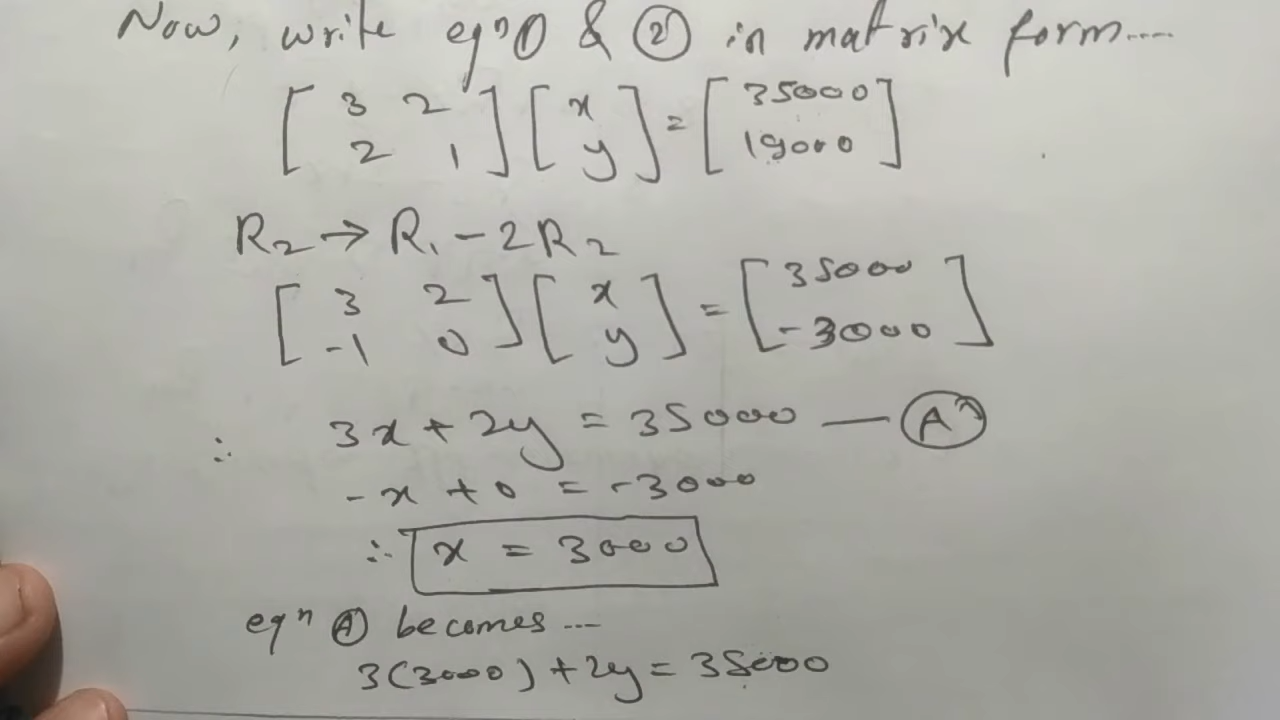 Now, write eqⁿ ① & ② in matrix form....
[3 2 2 1] [x y] = [35000 19000]
R₂ → R₁ - 2R₂
[3 2 -1 0] [x y] = [35000 -3000]
∴ 3x + 2y = 35000 — Ⓐ
-x + 0 = -3000
∴ x = 3000
eqⁿ Ⓐ becomes ...
3(3000) + 2y = 35000